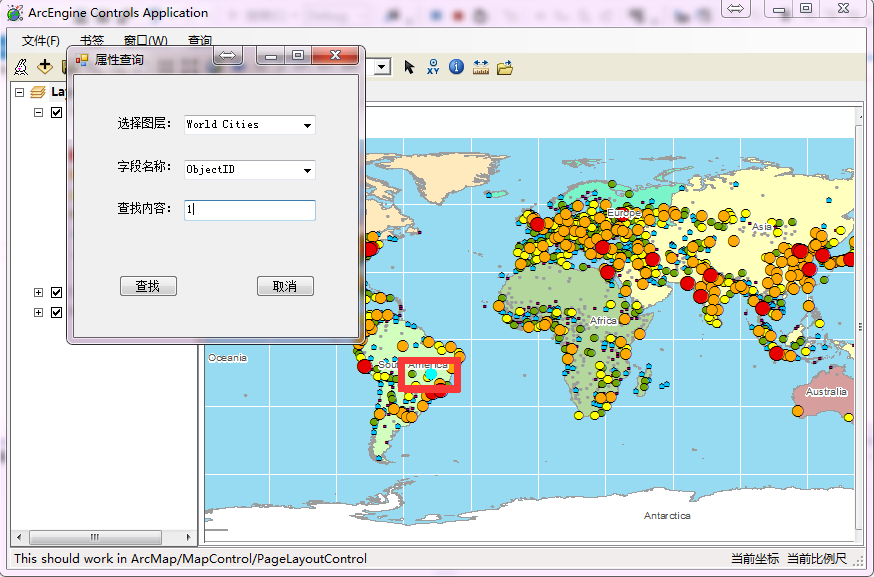 ArcEngine Controls Application
文件(F) 书签 窗口(W) 查询
属性查询
XY
La
选择图层: World Cities
字段名称: ObjectID
查找内容: 1
查找 取消
Europe
Asia
Africa
Oceania
South America
Australia
Antarctica
This should work in ArcMap/MapControl/PageLayoutControl 当前坐标 当前比例尺